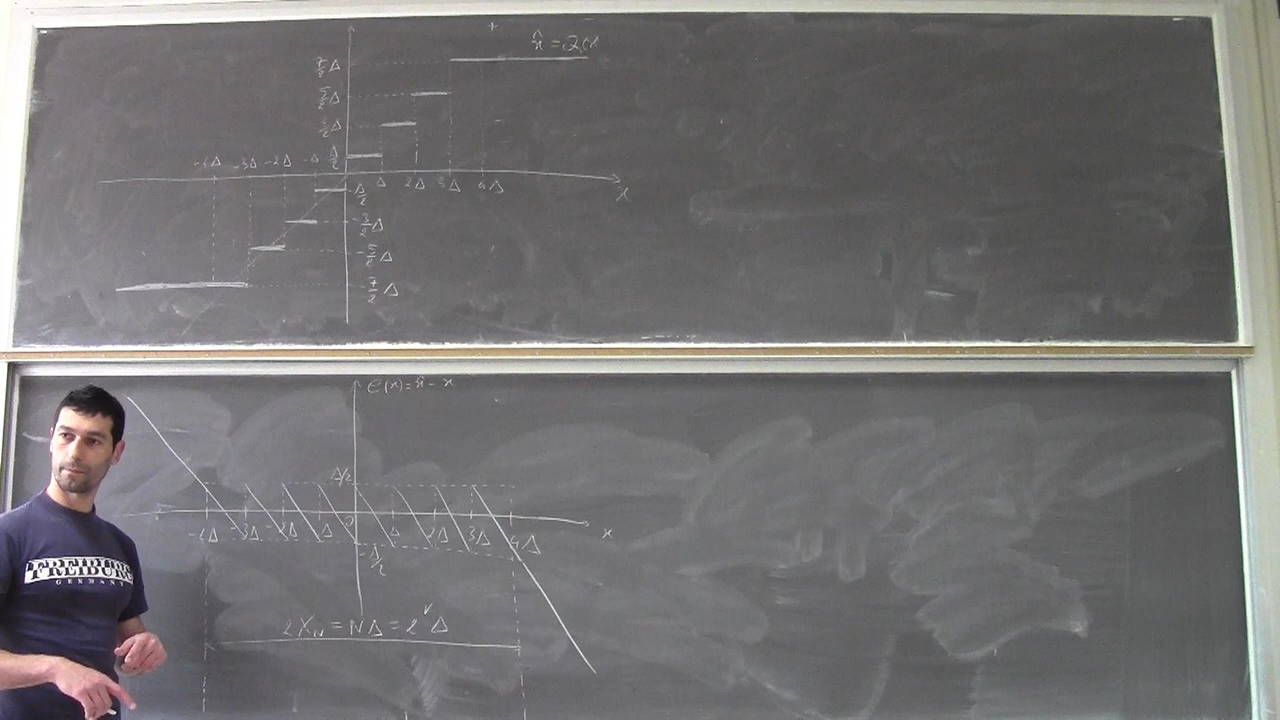 7/2 Δ
5/2 Δ
3/2 Δ
Δ/2
-4Δ -3Δ -2Δ -Δ
Δ 2Δ 3Δ 4Δ
x
-Δ/2
-3/2 Δ
-5/2 Δ
-7/2 Δ
e(x) = x̂ - x
Δ/2
0
-4Δ -3Δ -2Δ -Δ Δ 2Δ 3Δ 4Δ
x
-Δ/2
= NΔ = 2^ν Δ
FREIBURG
GERMANY